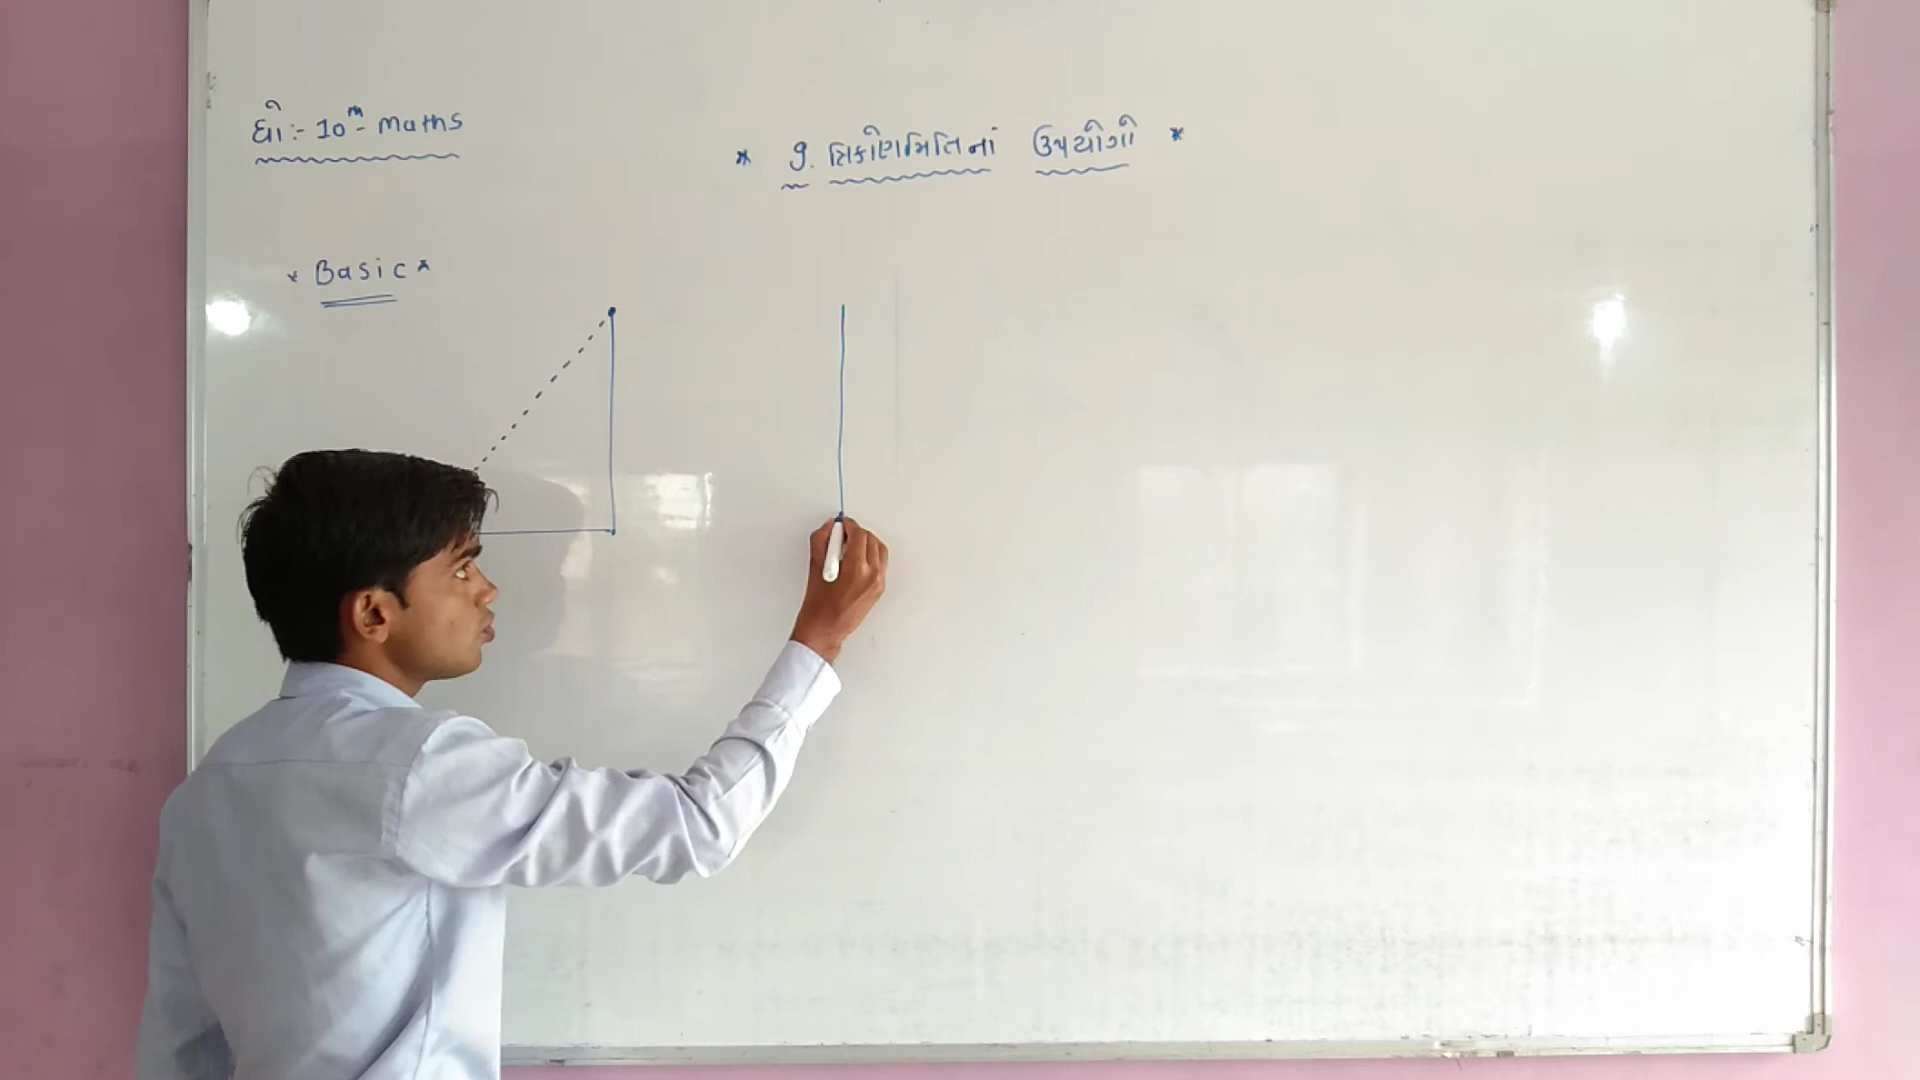 ધો:- 10th - Maths
* 9. ત્રિકોણમિતિનાં ઉપયોગો *
* Basic *